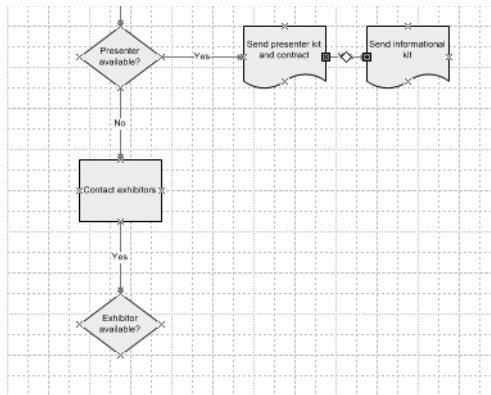 Presenter
available?
Yes
Send presenter kit
and contract
Send informational
kit
No
Contact exhibitors
Yes
Exhibitor
available?